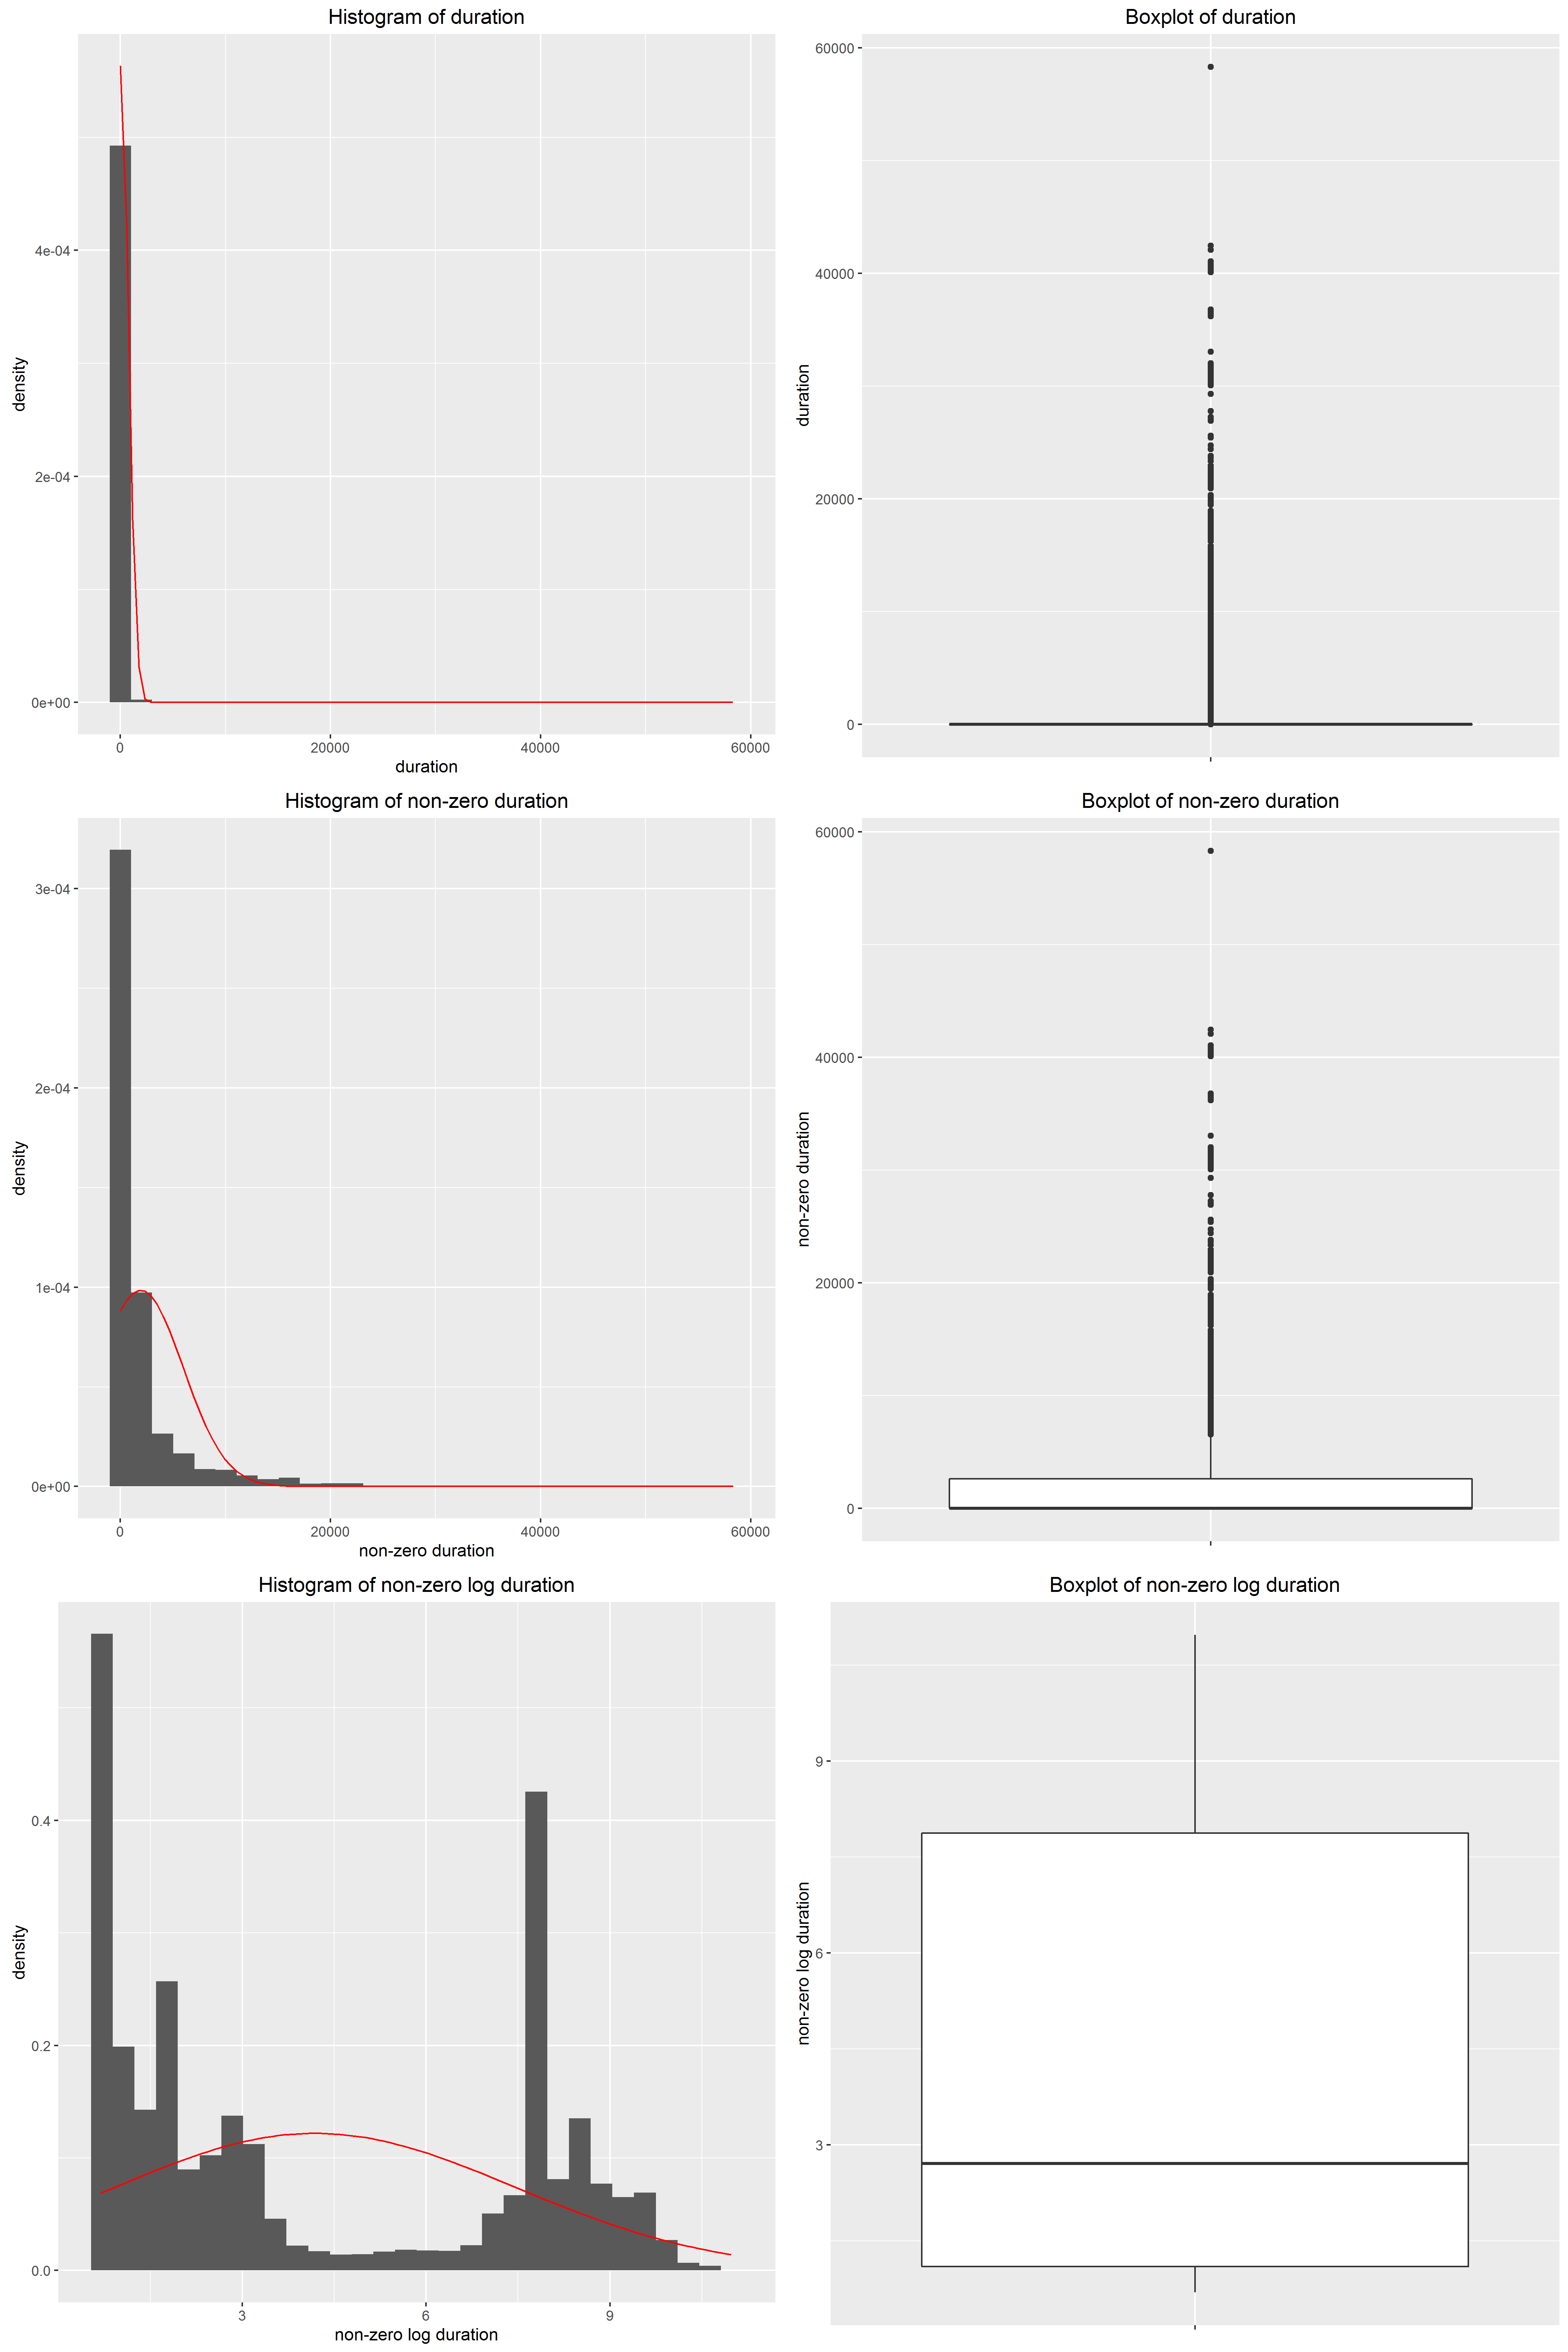 Histogram of duration
density
4e-04
2e-04
0e+00
0 20000 40000 60000
duration
Boxplot of duration
duration
60000
40000
20000
0
Histogram of non-zero duration
density
3e-04
2e-04
1e-04
0e+00
0 20000 40000 60000
non-zero duration
Boxplot of non-zero duration
non-zero duration
60000
40000
20000
0
Histogram of non-zero log duration
density
0.4
0.2
0.0
3 6 9
non-zero log duration
Boxplot of non-zero log duration
non-zero log duration
9
6
3